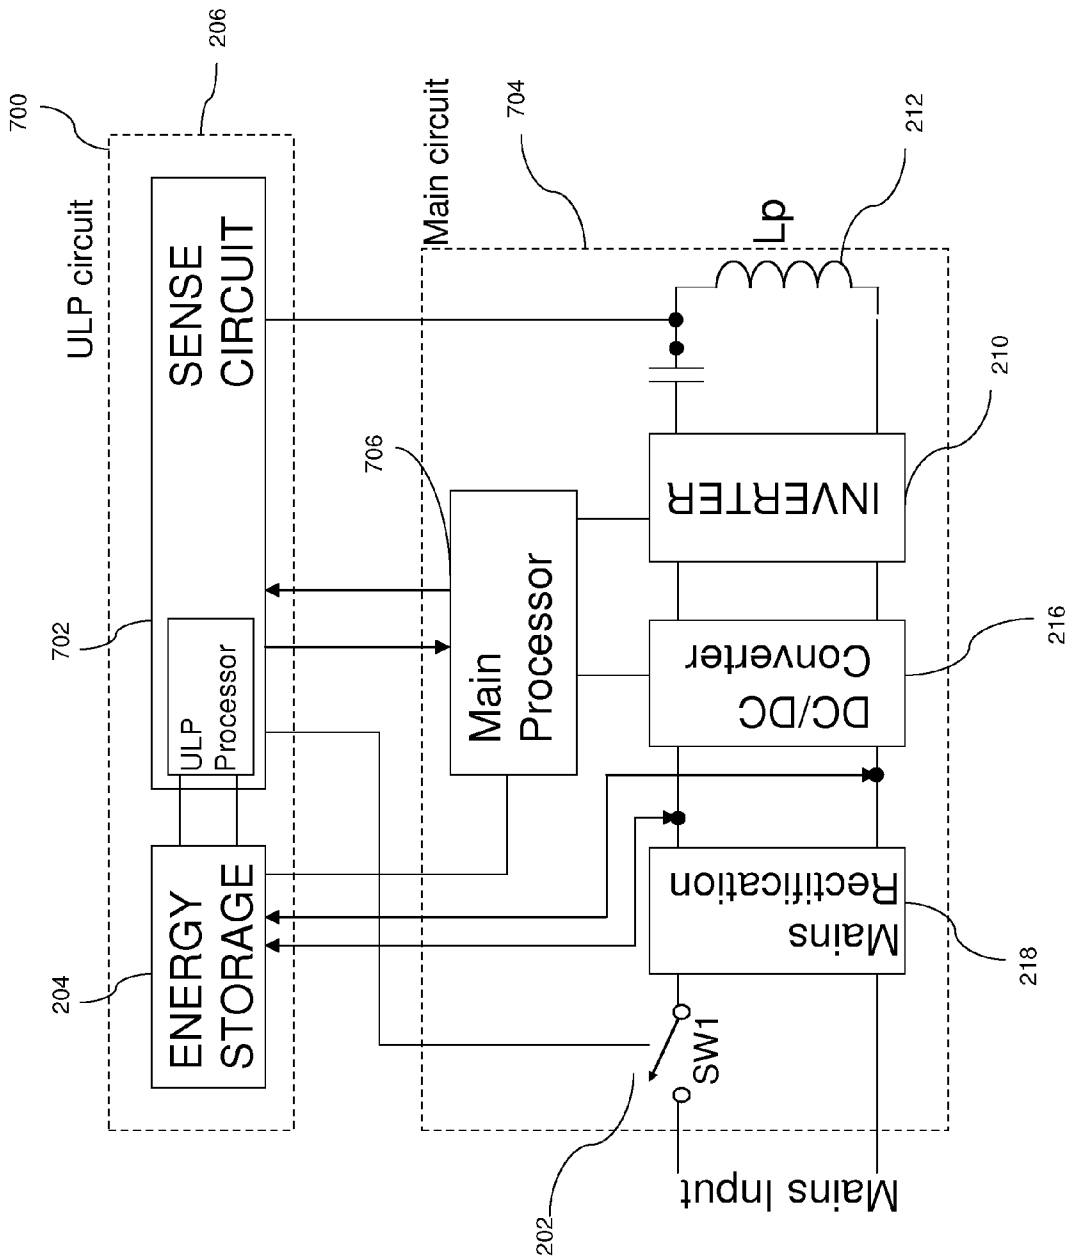 700
206
ULP circuit
SENSE
CIRCUIT
702
ULP
Processor
ENERGY
STORAGE
204
Main circuit
704
212
Lp
706
Main
Processor
INVERTER
210
DC/DC
Converter
216
Mains
Rectification
218
SW1
202
Mains Input